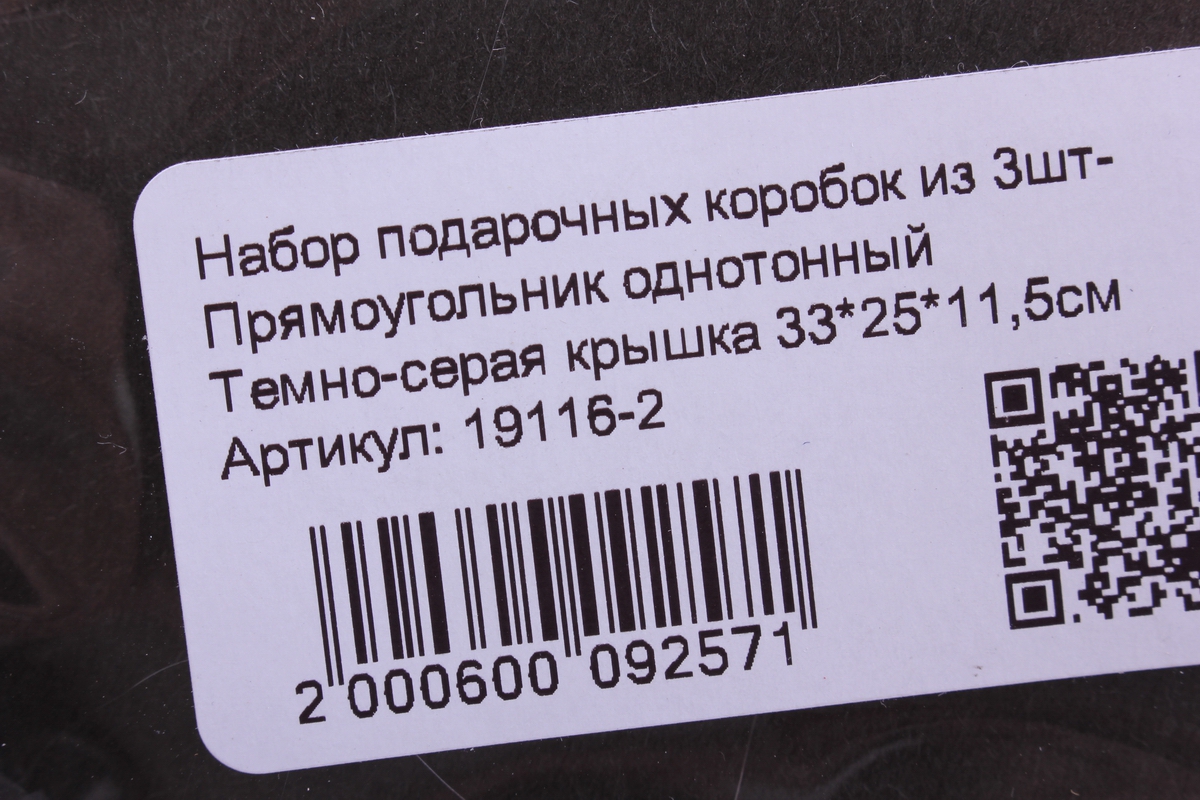 Набор подарочных коробок из 3шт-
Прямоугольник однотонный
Темно-серая крышка 33*25*11,5см
Артикул: 19116-2
2 000600 092571